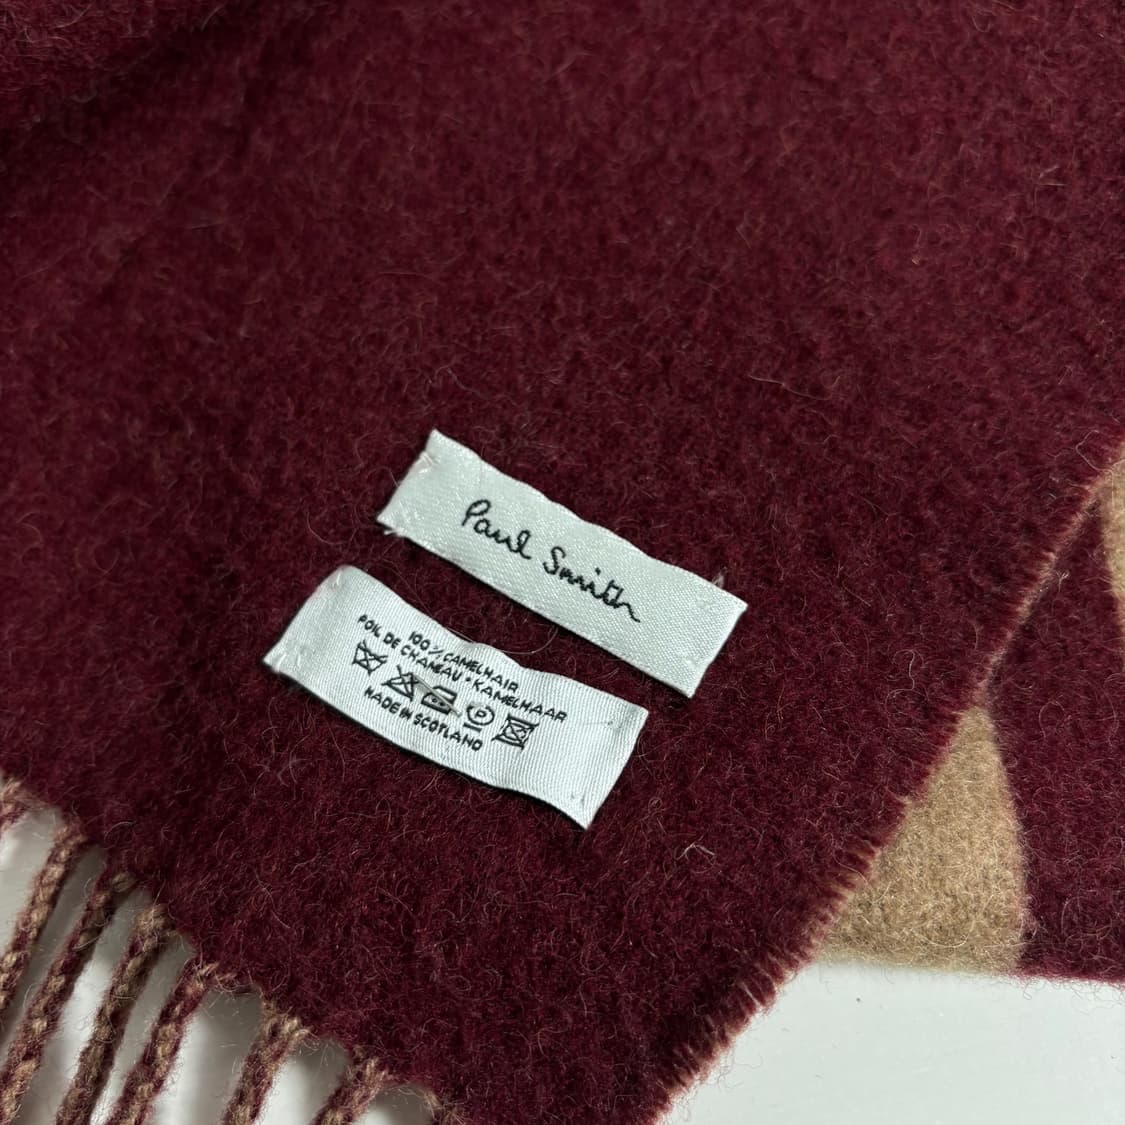 Paul Smith
100% CAMELHAIR
POIL DE CHAMEAU • KAMELHAAR
P
MADE IN SCOTLAND